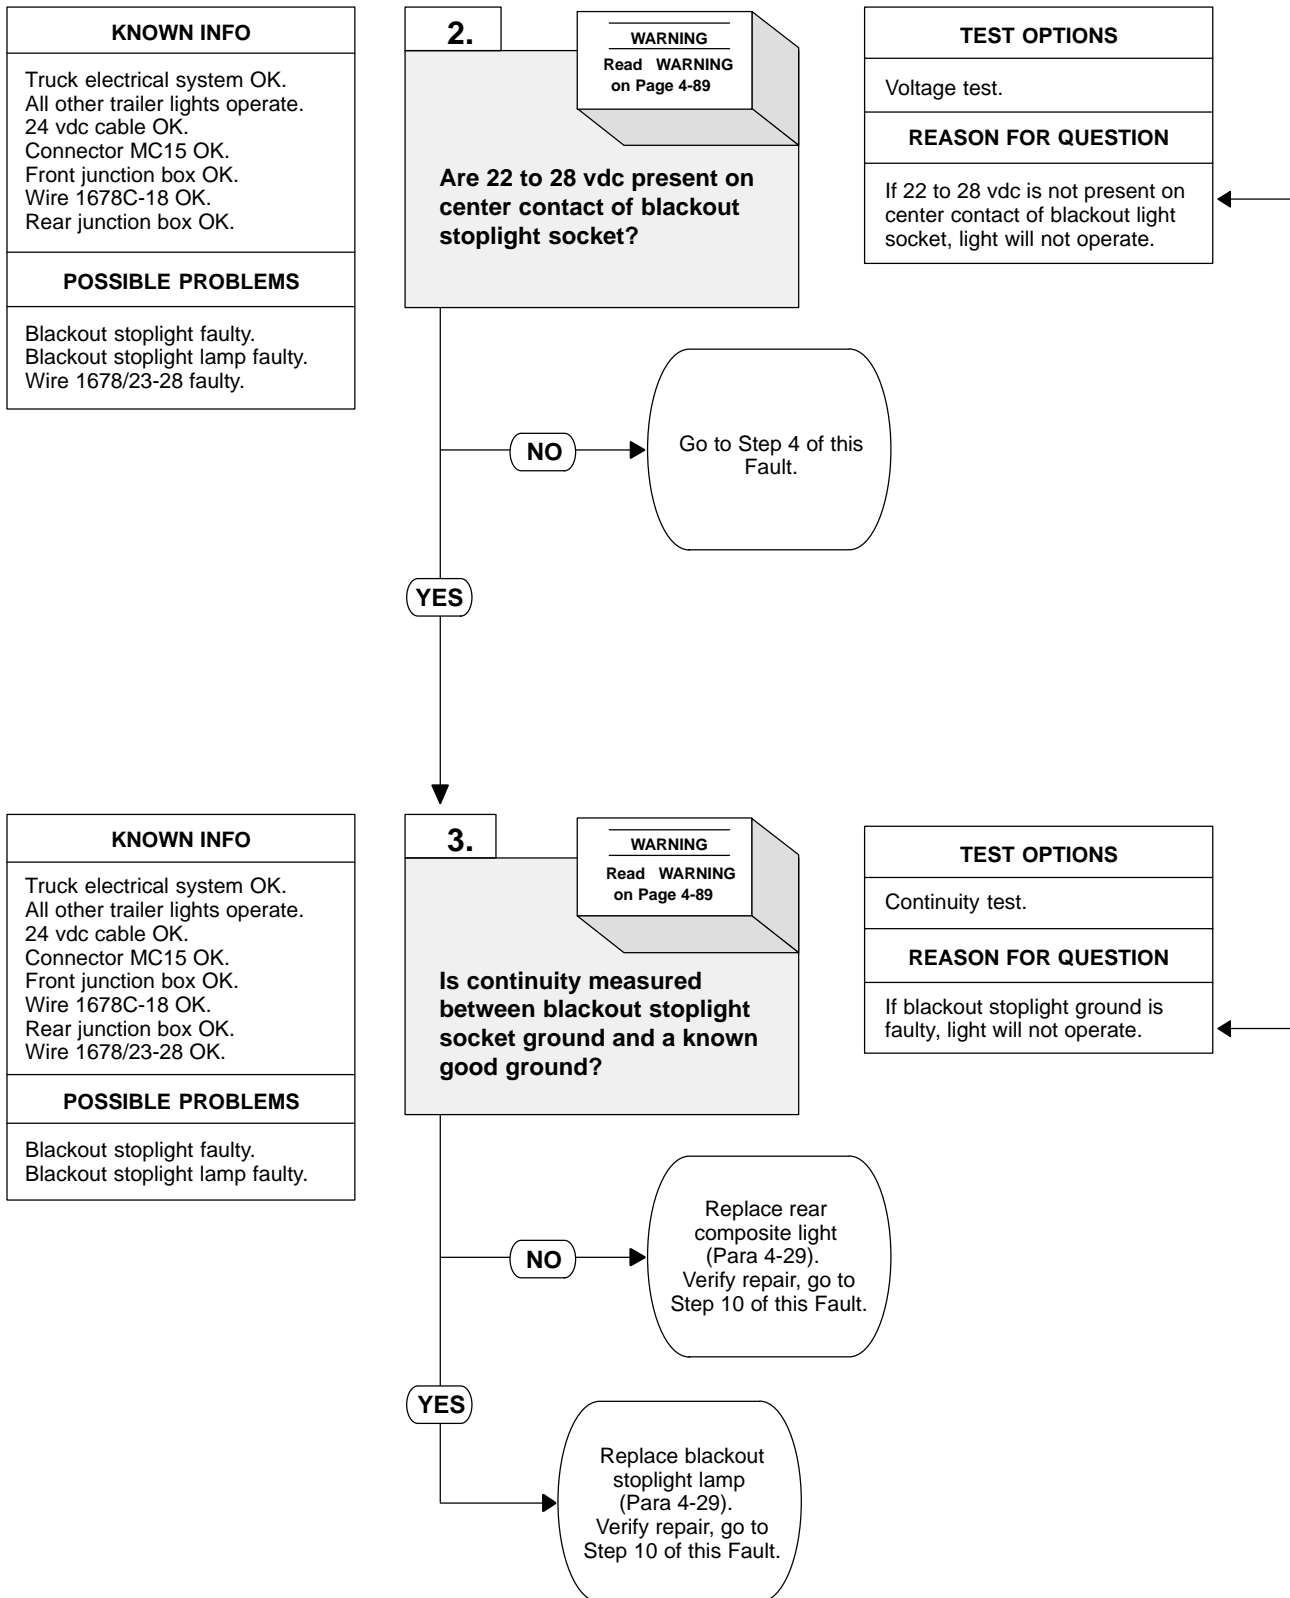 KNOWN INFO
Truck electrical system OK.
All other trailer lights operate.
24 vdc cable OK.
Connector MC15 OK.
Front junction box OK.
Wire 1678C-18 OK.
Rear junction box OK.
POSSIBLE PROBLEMS
Blackout stoplight faulty.
Blackout stoplight lamp faulty.
Wire 1678/23-28 faulty.
2.
WARNING
Read WARNING
on Page 4-89
Are 22 to 28 vdc present on
center contact of blackout
stoplight socket?
TEST OPTIONS
Voltage test.
REASON FOR QUESTION
If 22 to 28 vdc is not present on
center contact of blackout light
socket, light will not operate.
NO
Go to Step 4 of this
Fault.
YES
KNOWN INFO
Truck electrical system OK.
All other trailer lights operate.
24 vdc cable OK.
Connector MC15 OK.
Front junction box OK.
Wire 1678C-18 OK.
Rear junction box OK.
Wire 1678/23-28 OK.
POSSIBLE PROBLEMS
Blackout stoplight faulty.
Blackout stoplight lamp faulty.
3.
WARNING
Read WARNING
on Page 4-89
Is continuity measured
between blackout stoplight
socket ground and a known
good ground?
TEST OPTIONS
Continuity test.
REASON FOR QUESTION
If blackout stoplight ground is
faulty, light will not operate.
NO
Replace rear
composite light
(Para 4-29).
Verify repair, go to
Step 10 of this Fault.
YES
Replace blackout
stoplight lamp
(Para 4-29).
Verify repair, go to
Step 10 of this Fault.